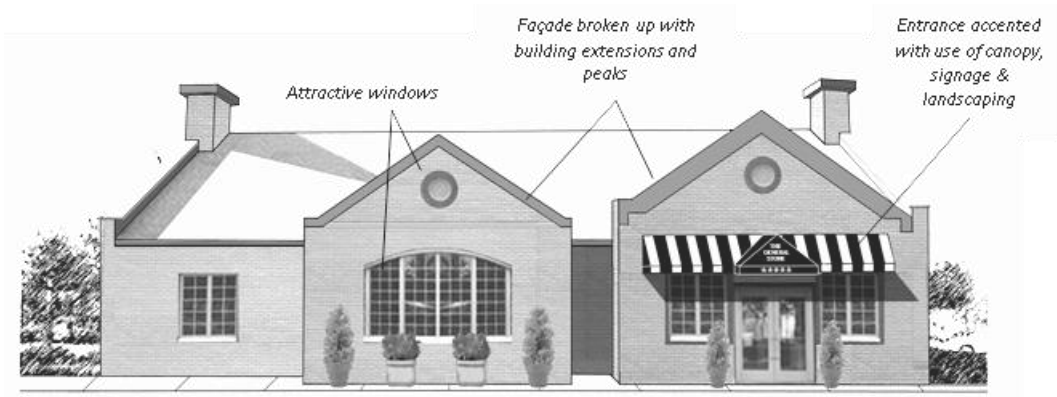 Façade broken up with
building extensions and
peaks
Entrance accented
with use of canopy,
signage &
landscaping
Attractive windows
THE
GENERAL
STORE